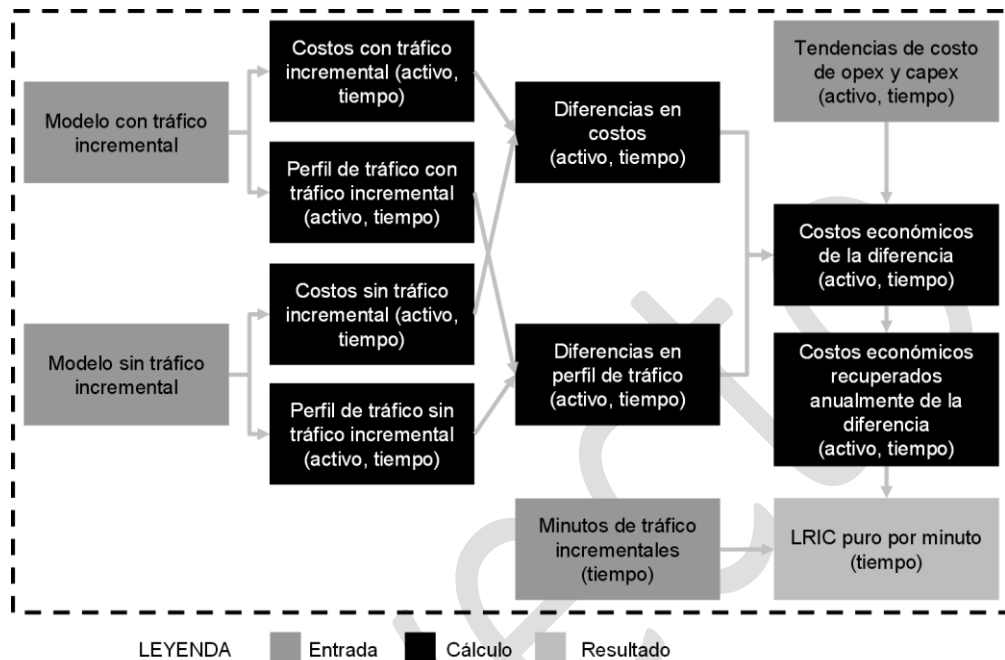 Modelo con tráfico
incremental
Modelo sin tráfico
incremental
Costos con tráfico
incremental (activo,
tiempo)
Perfil de tráfico con
tráfico incremental
(activo, tiempo)
Costos sin tráfico
incremental (activo,
tiempo)
Perfil de tráfico sin
tráfico incremental
(activo, tiempo)
Diferencias en
costos
(activo, tiempo)
Diferencias en
perfil de tráfico
(activo, tiempo)
Minutos de tráfico
incrementales
(tiempo)
Tendencias de costo
de opex y capex
(activo, tiempo)
Costos económicos
de la diferencia
(activo, tiempo)
Costos económicos
recuperados
anualmente de la
diferencia
(activo, tiempo)
LRIC puro por minuto
(tiempo)
LEYENDA
Entrada
Cálculo
Resultado